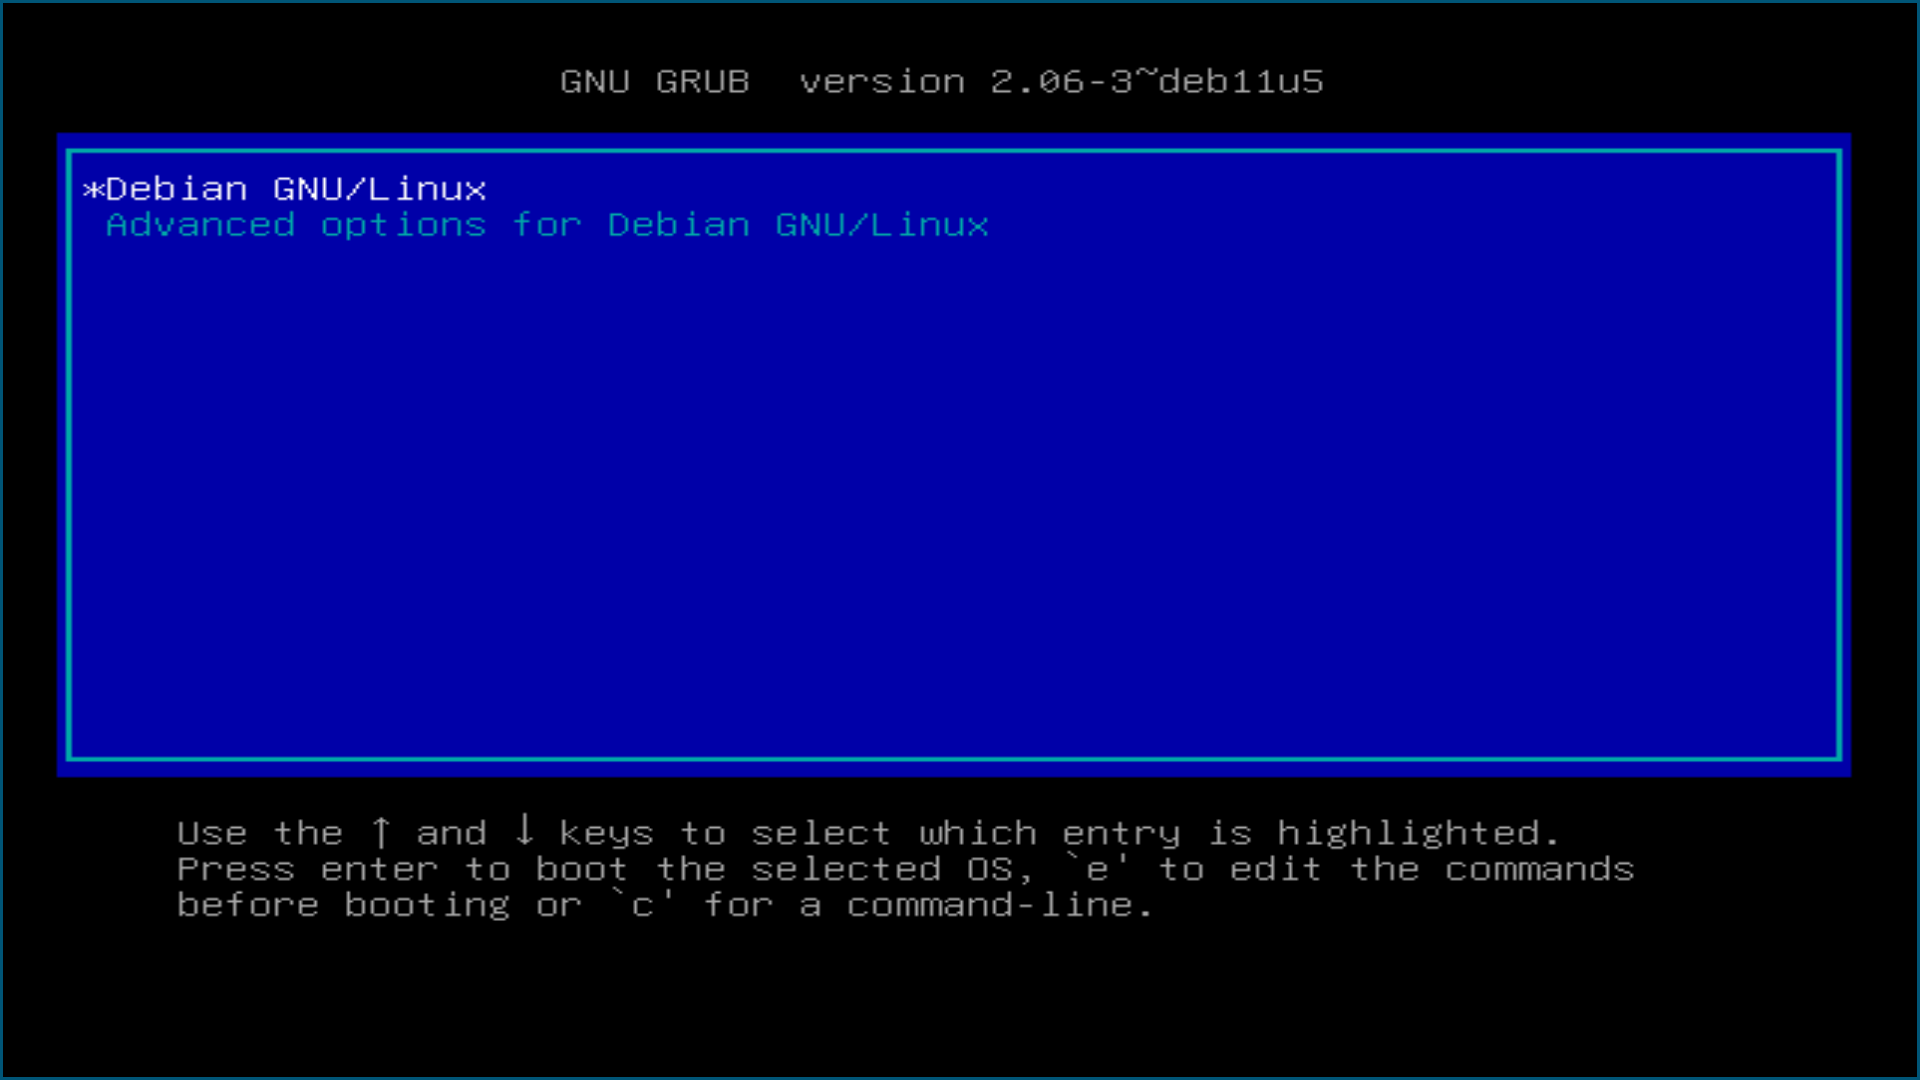 GNU GRUB  version 2.06-3~deb11u5
*Debian GNU/Linux
Advanced options for Debian GNU/Linux
Use the ↑ and ↓ keys to select which entry is highlighted.
Press enter to boot the selected OS, `e' to edit the commands
before booting or `c' for a command-line.